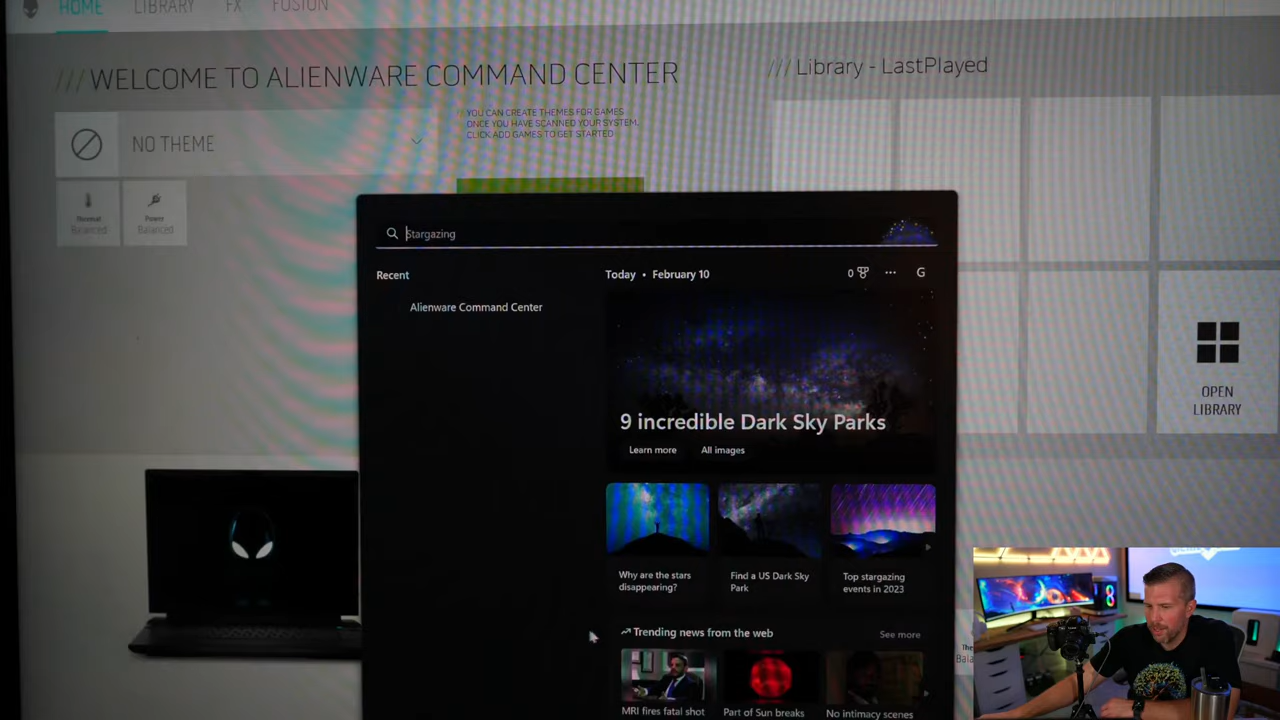 HOME LIBRARY FX FUSION
/// WELCOME TO ALIENWARE COMMAND CENTER
/// Library - LastPlayed
NO THEME
// YOU CAN CREATE THEMES FOR GAMES
ONCE YOU HAVE SCANNED YOUR SYSTEM.
CLICK ADD GAMES TO GET STARTED
Balanced
Power
Balanced
Stargazing
Recent
Alienware Command Center
Today • February 10
0
G
9 incredible Dark Sky Parks
Learn more
All images
Why are the stars
disappearing?
Find a US Dark Sky
Park
Top stargazing
events in 2023
Trending news from the web
See more
MRI fires fatal shot
Part of Sun breaks
No intimacy scenes
OPEN
LIBRARY